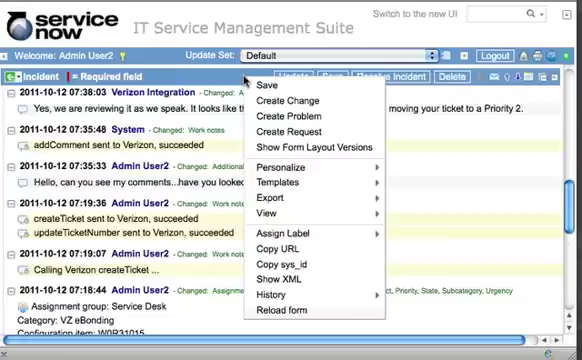 service now
IT Service Management Suite
Switch to the new UI
Welcome: Admin User2
Update Set: Default
Logout
Incident
= Required field
Update Save Resolve Incident Delete
2011-10-12 07:38:03 Verizon Integration - Changed: A
Yes, we are reviewing it as we speak. It looks like th
moving your ticket to a Priority 2.
2011-10-12 07:35:48 System - Changed: Work notes
addComment sent to Verizon, succeeded
2011-10-12 07:35:43 Admin User2 - Changed: Additional
Hello, can you see my comments...have you looked
2011-10-12 07:19:36 Admin User2 - Changed: Work no
createTicket sent to Verizon, succeeded
updateTicketNumber sent to Verizon, succeeded
2011-10-12 07:19:07 Admin User2 - Changed: Work no
Calling Verizon createTicket ...
2011-10-12 07:19:03 Admin User2 - Changed: Assignme
t, Priority, State, Subcategory, Urgency
Assignment group: Service Desk
Category: VZ eBonding
Configuration item: W0R31015
Save
Create Change
Create Problem
Create Request
Show Form Layout Versions
Personalize
Templates
Export
View
Assign Label
Copy URL
Copy sys_id
Show XML
History
Reload form